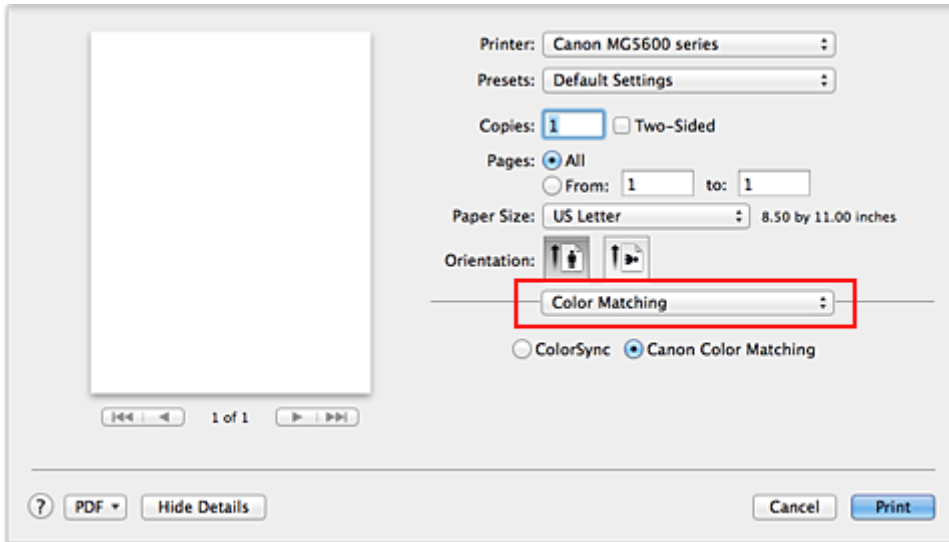 Printer: Canon MG5600 series
Presets: Default Settings
Copies: 1 Two-Sided
Pages: All
From: 1 to: 1
Paper Size: US Letter 8.50 by 11.00 inches
Orientation:
Color Matching
ColorSync Canon Color Matching
1 of 1
? PDF Hide Details Cancel Print